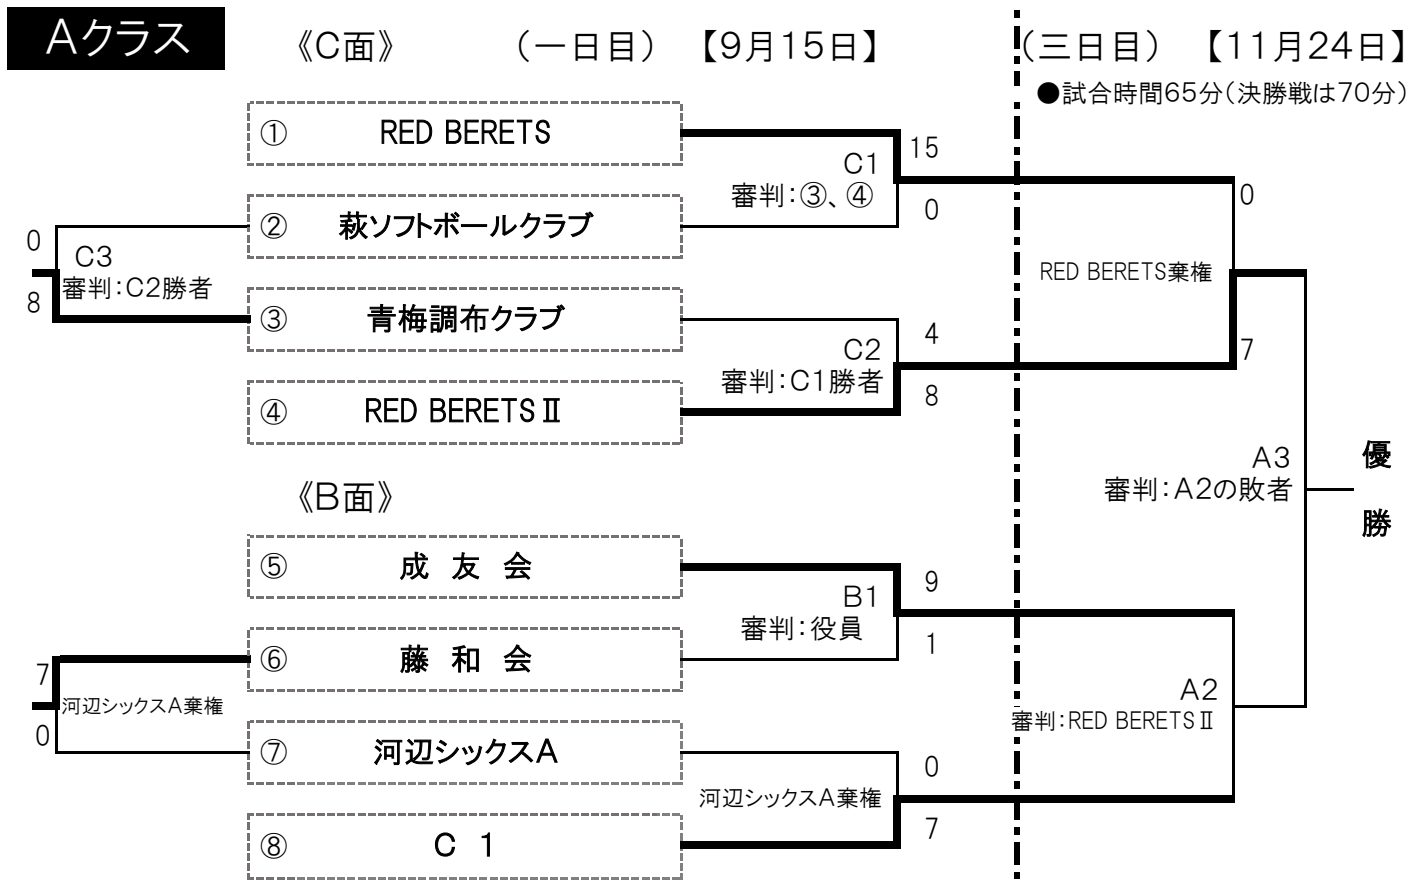 Aクラス
《C面》
(一日目)
【9月15日】
(三日目)
【11月24日】
●試合時間65分(決勝戦は70分)
① RED BERETS
15
C1
審判:③、④
0
0
② 萩ソフトボールクラブ
0
C3
審判:C2勝者
8
RED BERETS棄権
③ 青梅調布クラブ
4
C2
審判:C1勝者
7
8
④ RED BERETSⅡ
A3
審判:A2の敗者
優
勝
《B面》
⑤ 成 友 会
9
B1
審判:役員
1
⑥ 藤 和 会
7
河辺シックスA棄権
0
A2
審判:RED BERETSⅡ
⑦ 河辺シックスA
0
河辺シックスA棄権
7
⑧ C 1